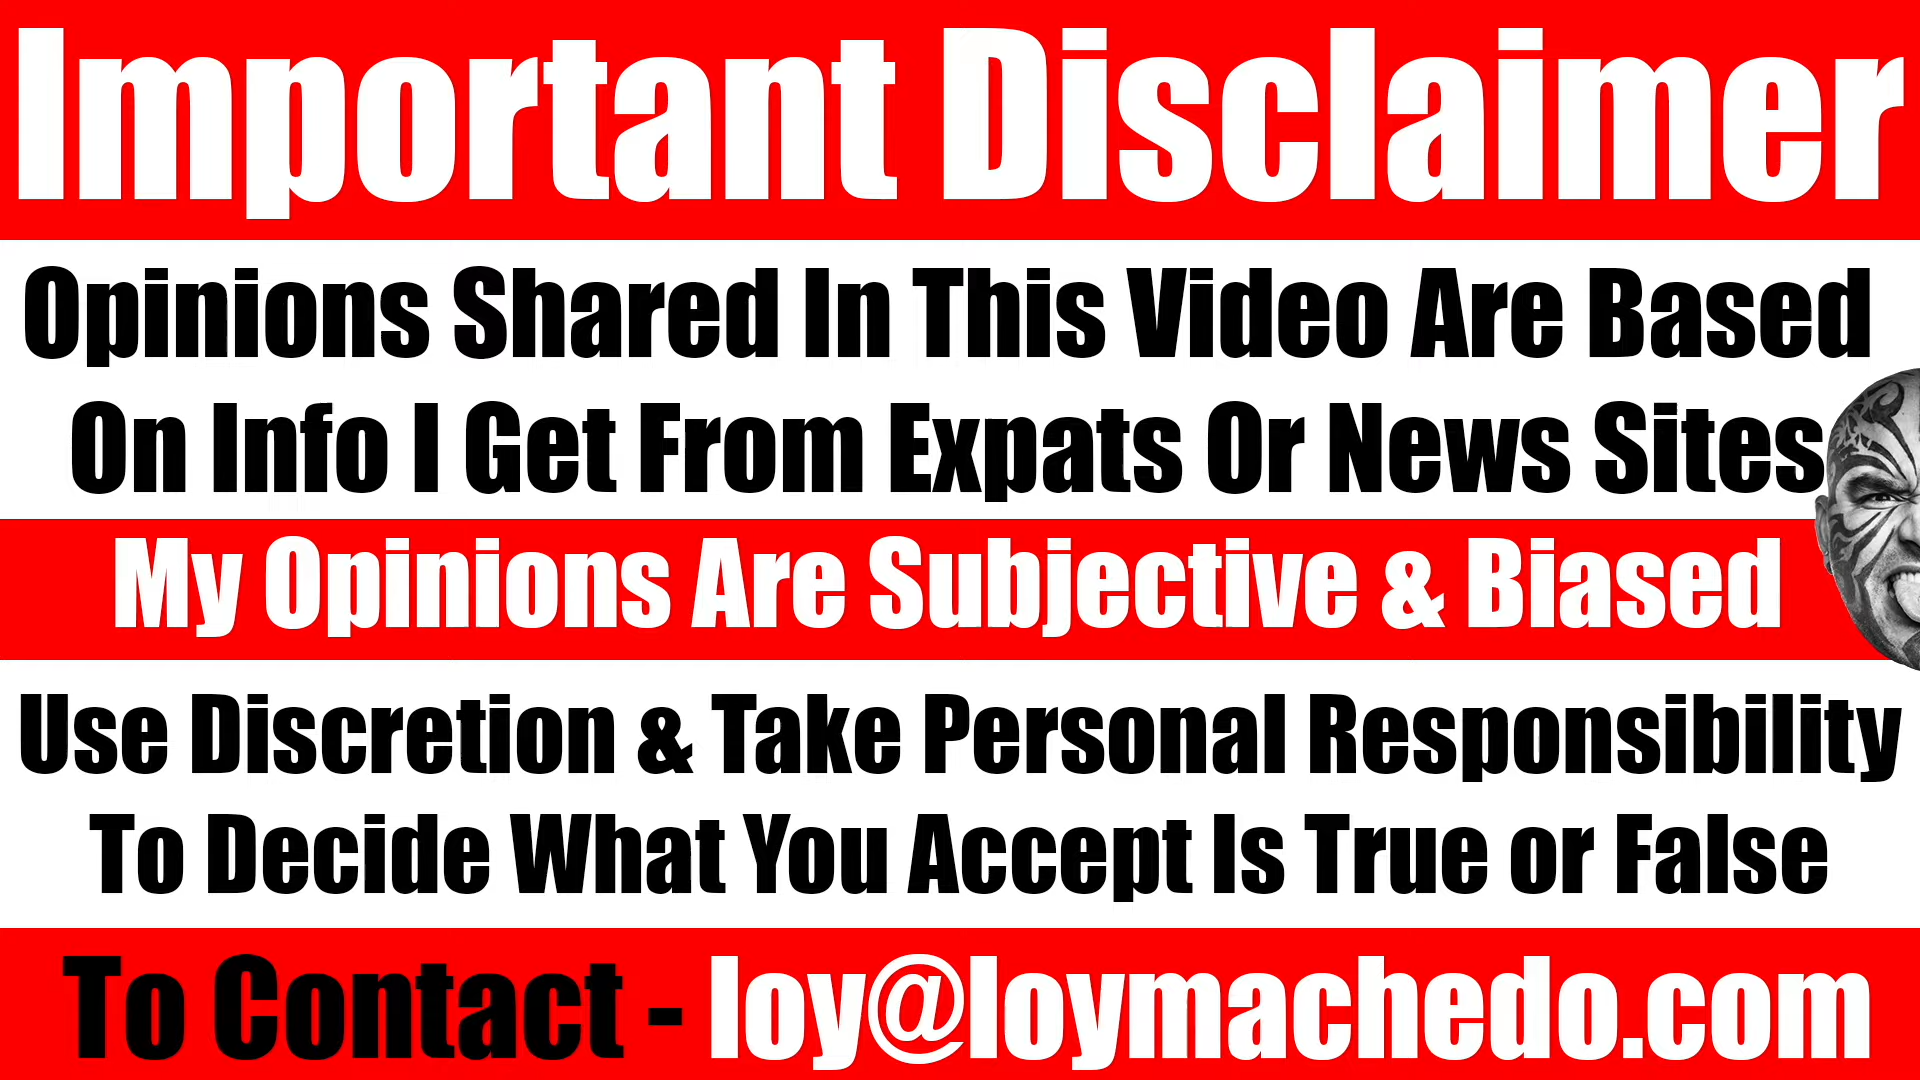 Important Disclaimer
Opinions Shared In This Video Are Based
On Info I Get From Expats Or News Sites
My Opinions Are Subjective & Biased
Use Discretion & Take Personal Responsibility
To Decide What You Accept Is True or False
To Contact - loy@loymachedo.com